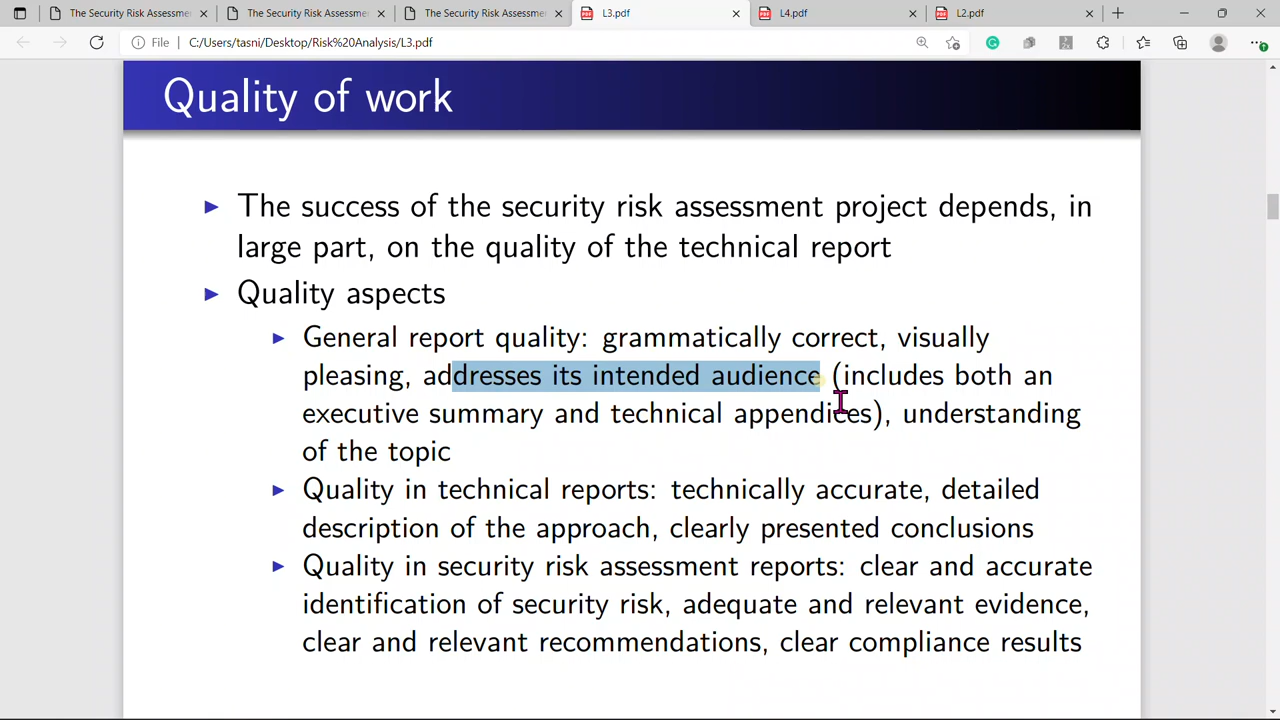 The Security Risk Assessme
The Security Risk Assessme
The Security Risk Assessme
L3.pdf
L4.pdf
L2.pdf
File
C:/Users/tasni/Desktop/Risk%20Analysis/L3.pdf
Quality of work
The success of the security risk assessment project depends, in
large part, on the quality of the technical report
Quality aspects
General report quality: grammatically correct, visually
pleasing, addresses its intended audience (includes both an
executive summary and technical appendices), understanding
of the topic
Quality in technical reports: technically accurate, detailed
description of the approach, clearly presented conclusions
Quality in security risk assessment reports: clear and accurate
identification of security risk, adequate and relevant evidence,
clear and relevant recommendations, clear compliance results